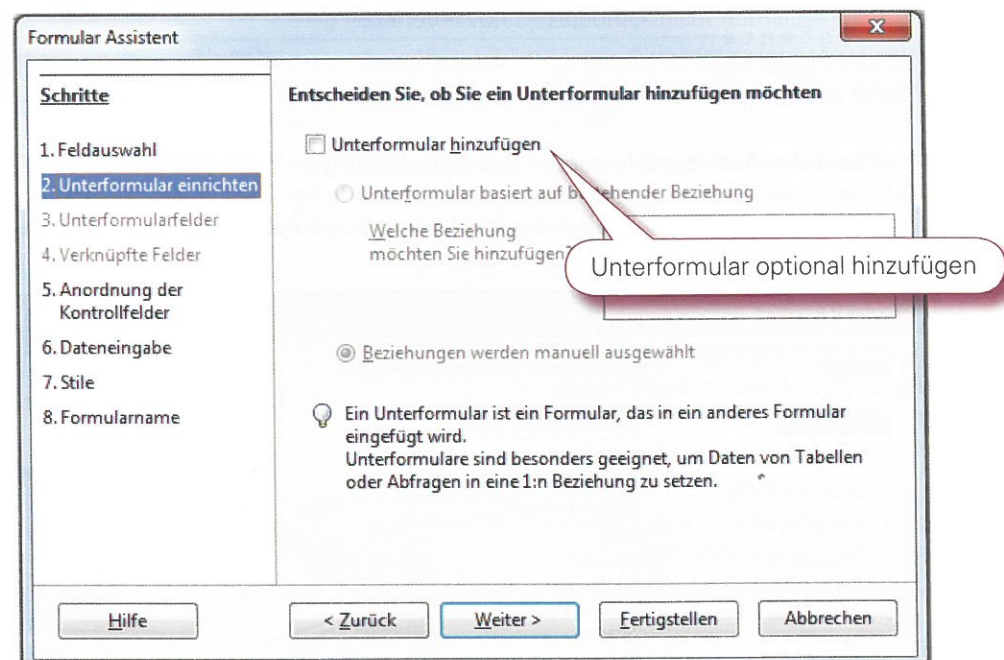 Formular Assistent
Schritte
1. Feldauswahl
2. Unterformular einrichten
3. Unterformularfelder
4. Verknüpfte Felder
5. Anordnung der
Kontrollfelder
6. Dateneingabe
7. Stile
8. Formularname
Entscheiden Sie, ob Sie ein Unterformular hinzufügen möchten
Unterformular hinzufügen
Unterformular basiert auf bestehender Beziehung
Welche Beziehung
möchten Sie hinzufügen?
Unterformular optional hinzufügen
Beziehungen werden manuell ausgewählt
Ein Unterformular ist ein Formular, das in ein anderes Formular
eingefügt wird.
Unterformulare sind besonders geeignet, um Daten von Tabellen
oder Abfragen in eine 1:n Beziehung zu setzen.
Hilfe
< Zurück
Weiter >
Fertigstellen
Abbrechen